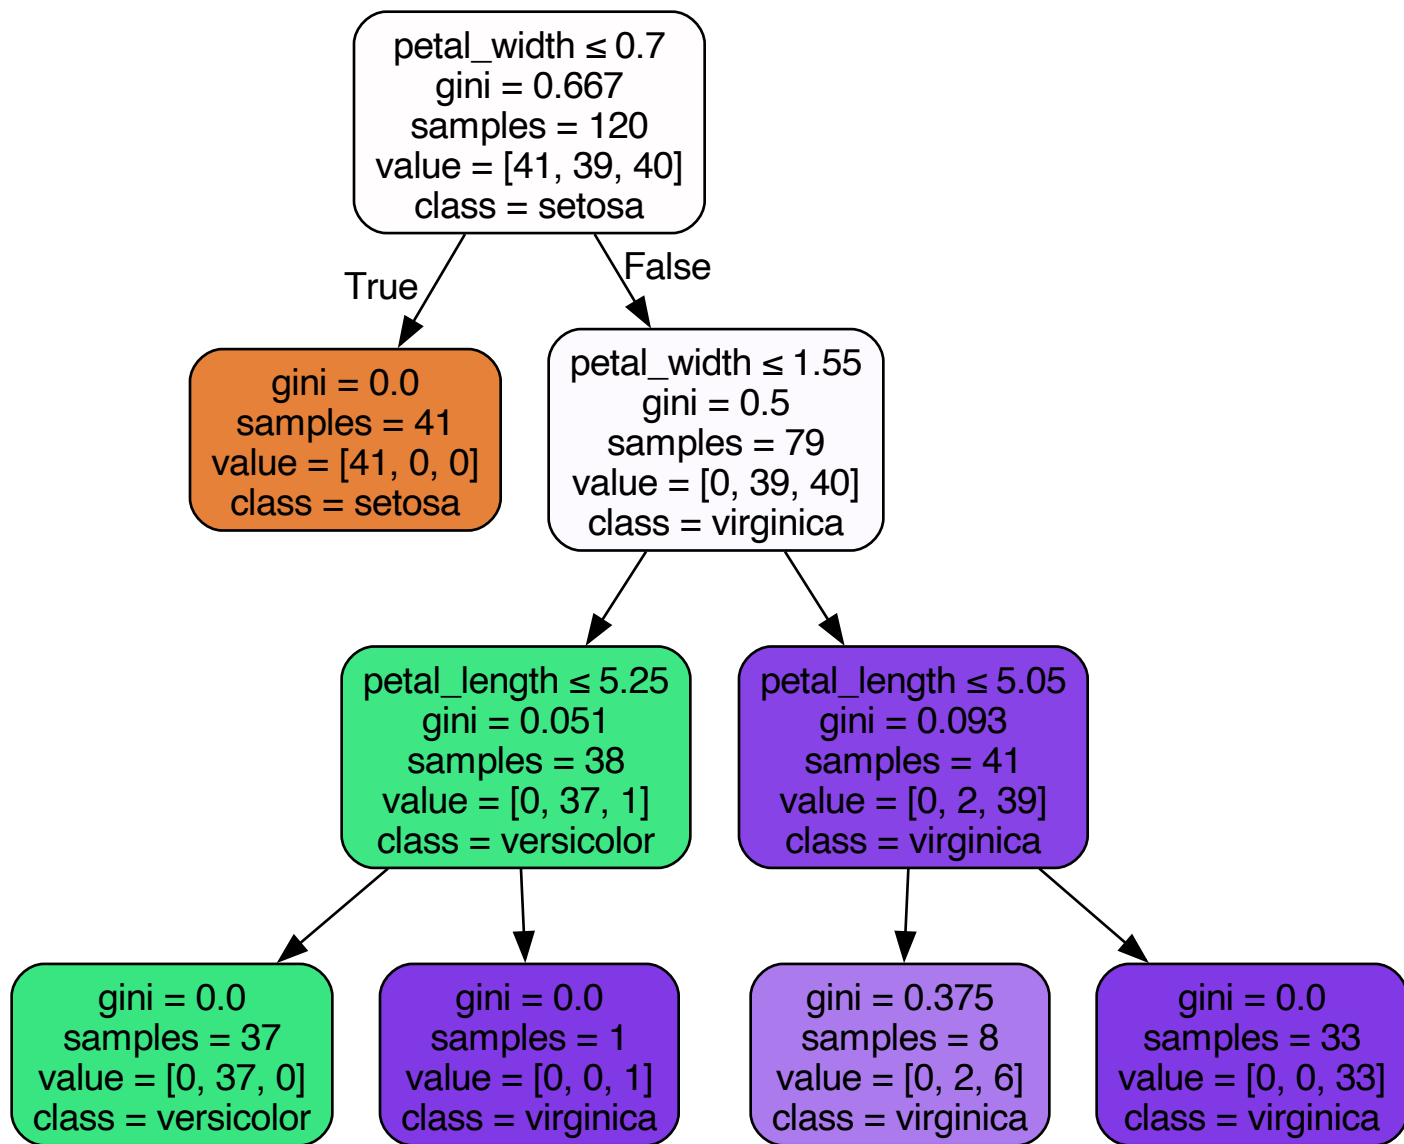 petal_width ≤ 0.7
gini = 0.667
samples = 120
value = [41, 39, 40]
class = setosa
True
False
gini = 0.0
samples = 41
value = [41, 0, 0]
class = setosa
petal_width ≤ 1.55
gini = 0.5
samples = 79
value = [0, 39, 40]
class = virginica
petal_length ≤ 5.25
gini = 0.051
samples = 38
value = [0, 37, 1]
class = versicolor
petal_length ≤ 5.05
gini = 0.093
samples = 41
value = [0, 2, 39]
class = virginica
gini = 0.0
samples = 37
value = [0, 37, 0]
class = versicolor
gini = 0.0
samples = 1
value = [0, 0, 1]
class = virginica
gini = 0.375
samples = 8
value = [0, 2, 6]
class = virginica
gini = 0.0
samples = 33
value = [0, 0, 33]
class = virginica